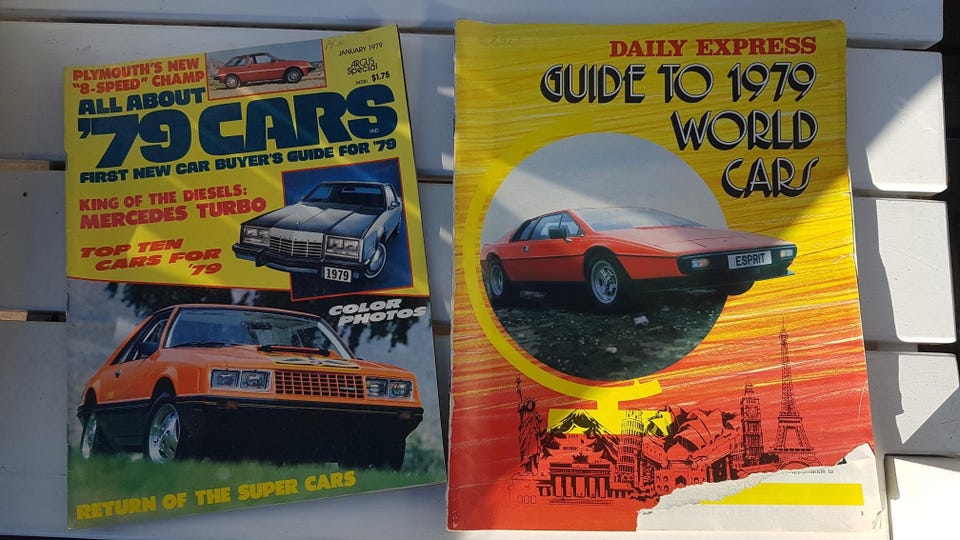 JANUARY 1979
ARGUS
Special
$1.75
PLYMOUTH'S NEW
"8-SPEED" CHAMP
ALL ABOUT
'79 CARS
FIRST NEW CAR BUYER'S GUIDE FOR '79
KING OF THE DIESELS:
MERCEDES TURBO
TOP TEN
CARS FOR
'79
1979
COLOR
PHOTOS
RETURN OF THE SUPER CARS
DAILY EXPRESS
GUIDE TO 1979
WORLD
CARS
ESPRIT